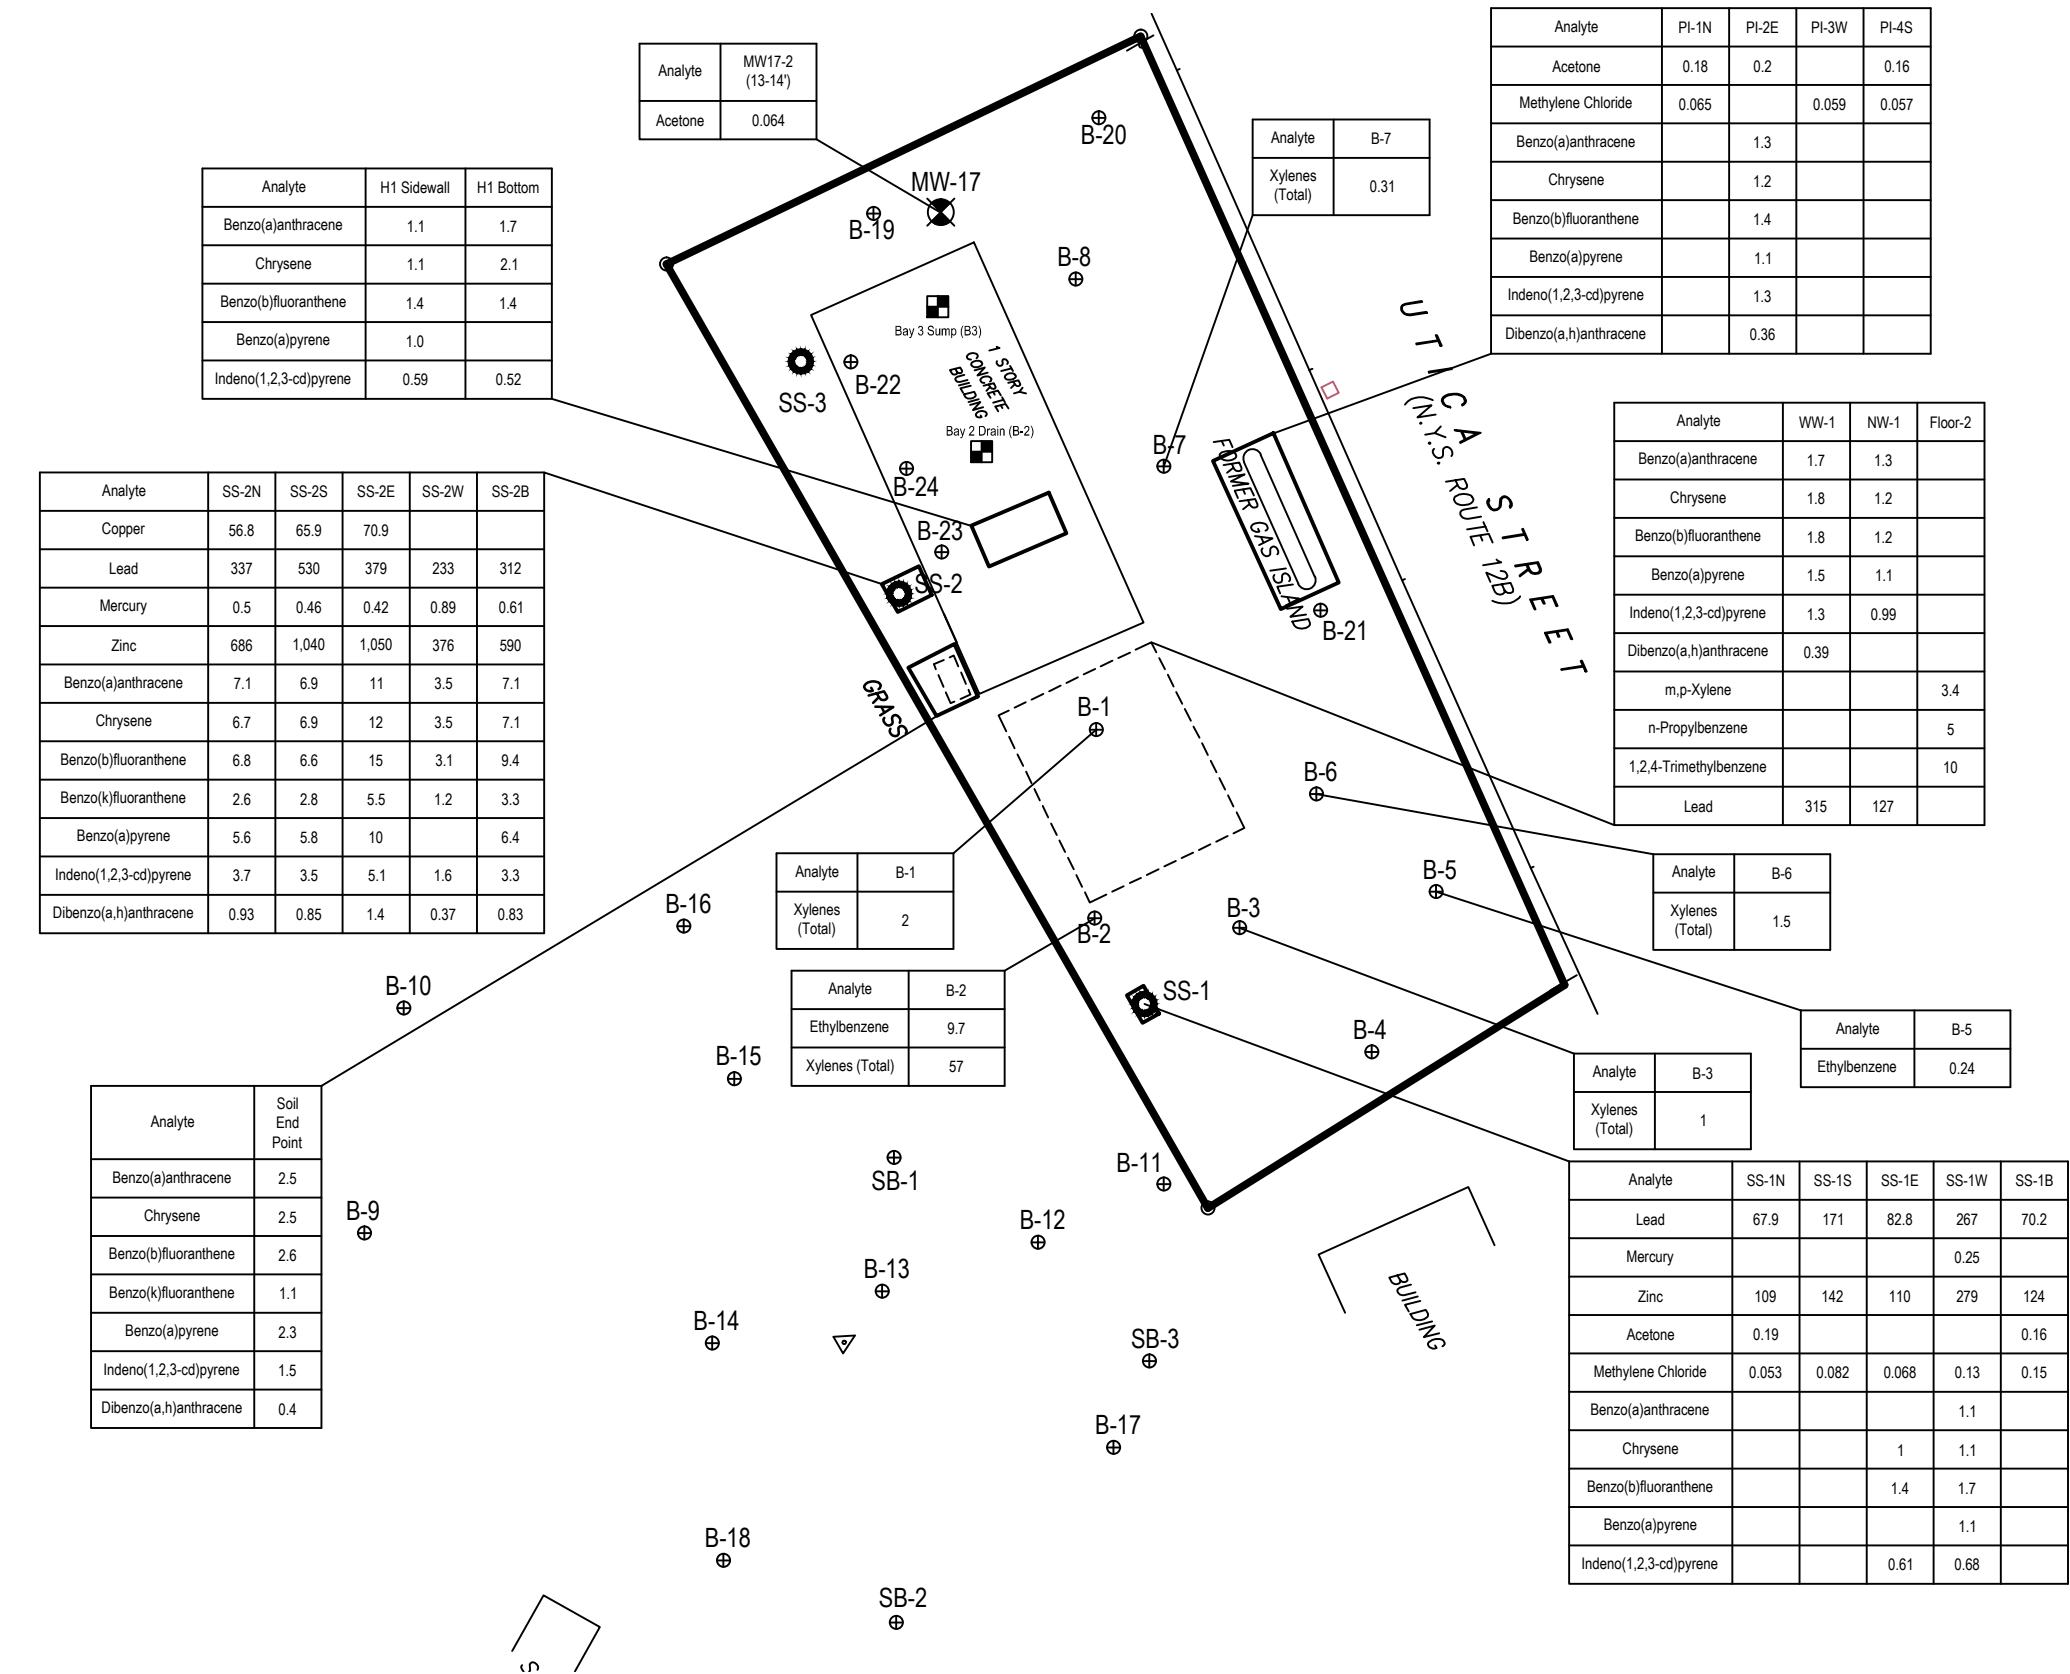 Analyte MW17-2 (13-14')
Acetone 0.064
Analyte PI-1N PI-2E PI-3W PI-4S
Acetone 0.18 0.2 0.16
Methylene Chloride 0.065 0.059 0.057
Benzo(a)anthracene 1.3
Chrysene 1.2
Benzo(b)fluoranthene 1.4
Benzo(a)pyrene 1.1
Indeno(1,2,3-cd)pyrene 1.3
Dibenzo(a,h)anthracene 0.36
Analyte B-7
Xylenes (Total) 0.31
Analyte H1 Sidewall H1 Bottom
Benzo(a)anthracene 1.1 1.7
Chrysene 1.1 2.1
Benzo(b)fluoranthene 1.4 1.4
Benzo(a)pyrene 1.0
Indeno(1,2,3-cd)pyrene 0.59 0.52
B-20
MW-17
B-19
B-8
Bay 3 Sump (B3)
1 STORY
CONCRETE
BUILDING
B-22
SS-3
Bay 2 Drain (B-2)
B-7
B-24
B-23
SS-2
FORMER GAS ISLAND
B-21
UTICA STREET
(N.Y.S. ROUTE 12B)
Analyte WW-1 NW-1 Floor-2
Benzo(a)anthracene 1.7 1.3
Chrysene 1.8 1.2
Benzo(b)fluoranthene 1.8 1.2
Benzo(a)pyrene 1.5 1.1
Indeno(1,2,3-cd)pyrene 1.3 0.99
Dibenzo(a,h)anthracene 0.39
m,p-Xylene 3.4
n-Propylbenzene 5
1,2,4-Trimethylbenzene 10
Lead 315 127
Analyte SS-2N SS-2S SS-2E SS-2W SS-2B
Copper 56.8 65.9 70.9
Lead 337 530 379 233 312
Mercury 0.5 0.46 0.42 0.89 0.61
Zinc 686 1,040 1,050 376 590
Benzo(a)anthracene 7.1 6.9 11 3.5 7.1
Chrysene 6.7 6.9 12 3.5 7.1
Benzo(b)fluoranthene 6.8 6.6 15 3.1 9.4
Benzo(k)fluoranthene 2.6 2.8 5.5 1.2 3.3
Benzo(a)pyrene 5.6 5.8 10 6.4
Indeno(1,2,3-cd)pyrene 3.7 3.5 5.1 1.6 3.3
Dibenzo(a,h)anthracene 0.93 0.85 1.4 0.37 0.83
GRASS
B-1
B-6
B-5
B-3
B-2
SS-1
B-4
B-16
B-10
B-15
Analyte B-1
Xylenes (Total) 2
Analyte B-2
Ethylbenzene 9.7
Xylenes (Total) 57
Analyte B-6
Xylenes (Total) 1.5
Analyte B-5
Ethylbenzene 0.24
Analyte B-3
Xylenes (Total) 1
Analyte Soil End Point
Benzo(a)anthracene 2.5
Chrysene 2.5
Benzo(b)fluoranthene 2.6
Benzo(k)fluoranthene 1.1
Benzo(a)pyrene 2.3
Indeno(1,2,3-cd)pyrene 1.5
Dibenzo(a,h)anthracene 0.4
Analyte SS-1N SS-1S SS-1E SS-1W SS-1B
Lead 67.9 171 82.8 267 70.2
Mercury 0.25
Zinc 109 142 110 279 124
Acetone 0.19 0.16
Methylene Chloride 0.053 0.082 0.068 0.13 0.15
Benzo(a)anthracene 1.1
Chrysene 1 1.1
Benzo(b)fluoranthene 1.4 1.7
Benzo(a)pyrene 1.1
Indeno(1,2,3-cd)pyrene 0.61 0.68
SB-1
B-11
B-9
B-12
B-13
B-14
SB-3
BUILDING
B-17
B-18
SB-2
S